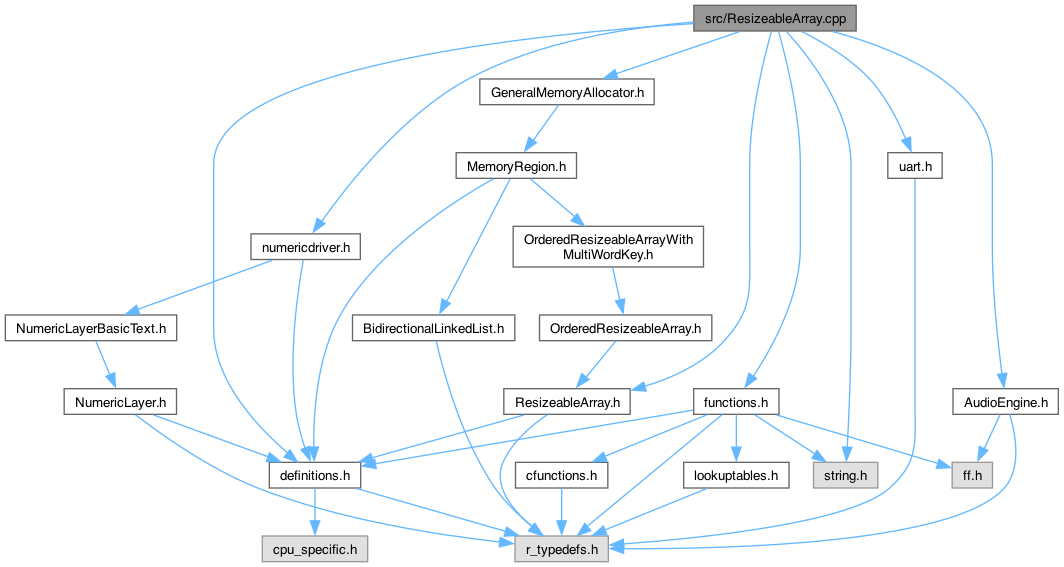 src/ResizeableArray.cpp
GeneralMemoryAllocator.h
MemoryRegion.h
uart.h
numericdriver.h
OrderedResizeableArrayWith
MultiWordKey.h
NumericLayerBasicText.h
BidirectionalLinkedList.h
OrderedResizeableArray.h
NumericLayer.h
ResizeableArray.h
functions.h
AudioEngine.h
definitions.h
cfunctions.h
lookuptables.h
string.h
ff.h
cpu_specific.h
r_typedefs.h